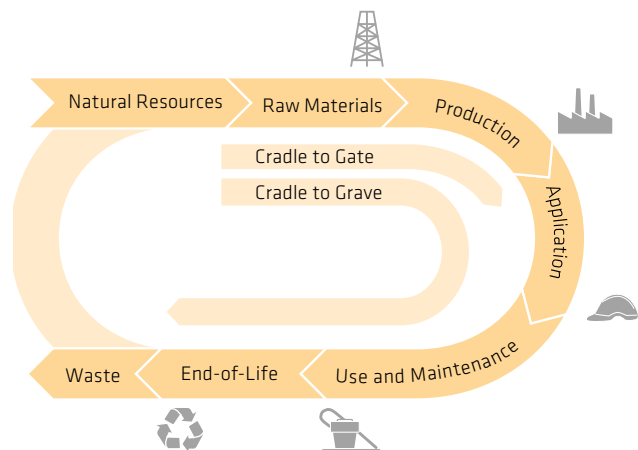 Natural Resources
Raw Materials
Production
Cradle to Gate
Cradle to Grave
Application
Use and Maintenance
End-of-Life
Waste